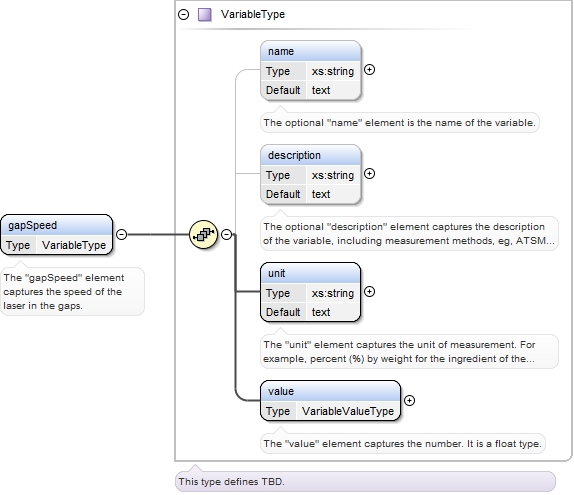 VariableType
name
Type xs:string
Default text
The optional "name" element is the name of the variable.
description
Type xs:string
Default text
The optional "description" element captures the description
of the variable, including measurement methods, eg, ATSM...
gapSpeed
Type VariableType
The "gapSpeed" element
captures the speed of the
laser in the gaps.
unit
Type xs:string
Default text
The "unit" element captures the unit of measurement. For
example, percent (%) by weight for the ingredient of the...
value
Type VariableValueType
The "value" element captures the number. It is a float type.
This type defines TBD.